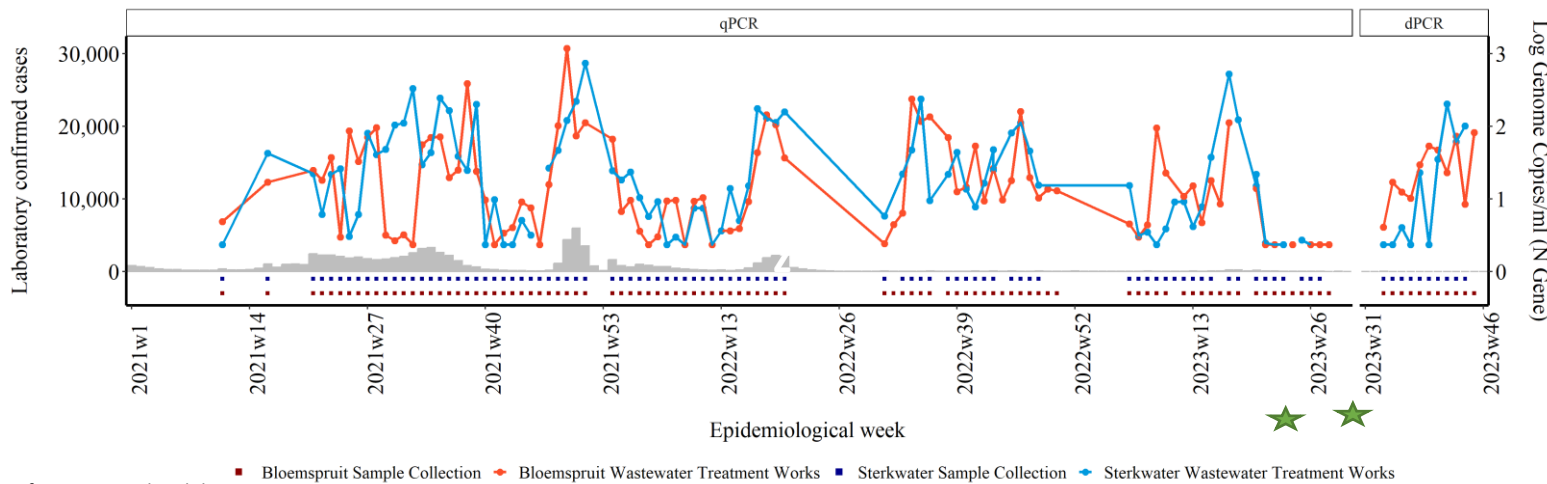 qPCR
dPCR
Laboratory confirmed cases
30,000
20,000
10,000
0
3
2
1
0
Log Genome Copies/ml (N Gene)
2021w1
2021w14
2021w27
2021w40
2021w53
2022w13
2022w26
2022w39
2022w52
2023w13
2023w26
2023w31
2023w46
Epidemiological week
Bloemspruit Sample Collection Bloemspruit Wastewater Treatment Works Sterkwater Sample Collection Sterkwater Wastewater Treatment Works